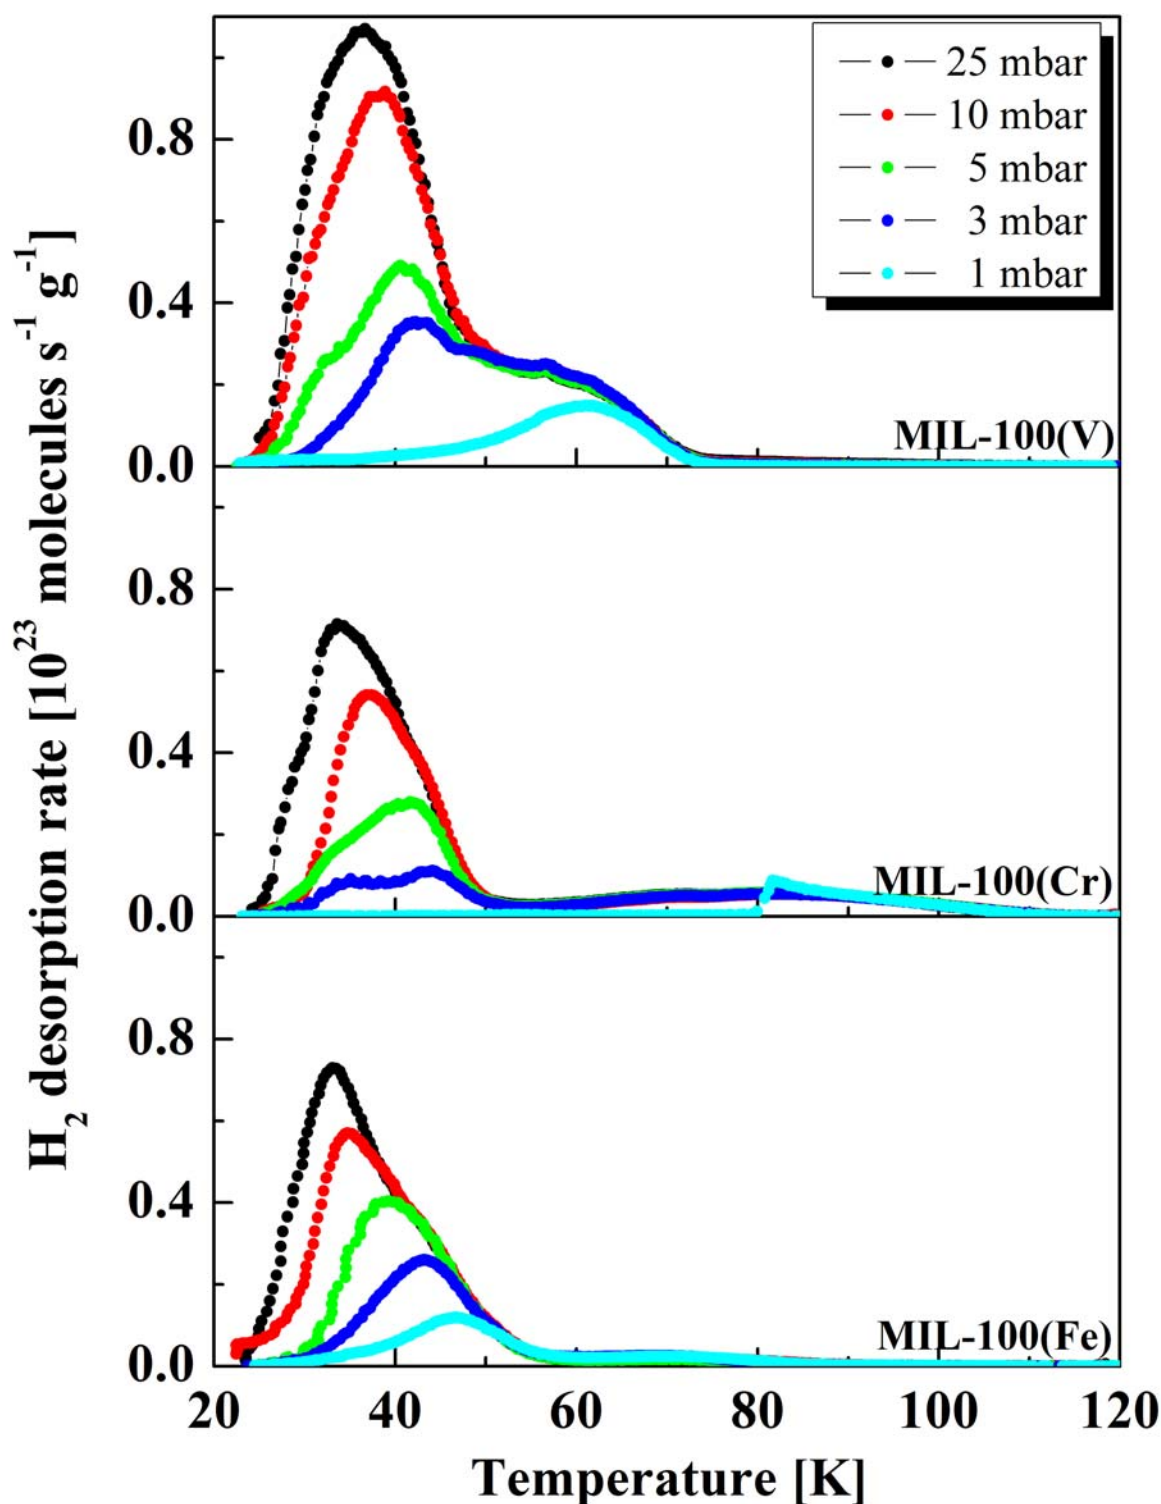 H2 desorption rate [10^23 molecules s^-1 g^-1]
25 mbar
10 mbar
5 mbar
3 mbar
1 mbar
0.8
0.4
0.0
MIL-100(V)
0.8
0.4
0.0
MIL-100(Cr)
0.8
0.4
0.0
MIL-100(Fe)
20 40 60 80 100 120
Temperature [K]